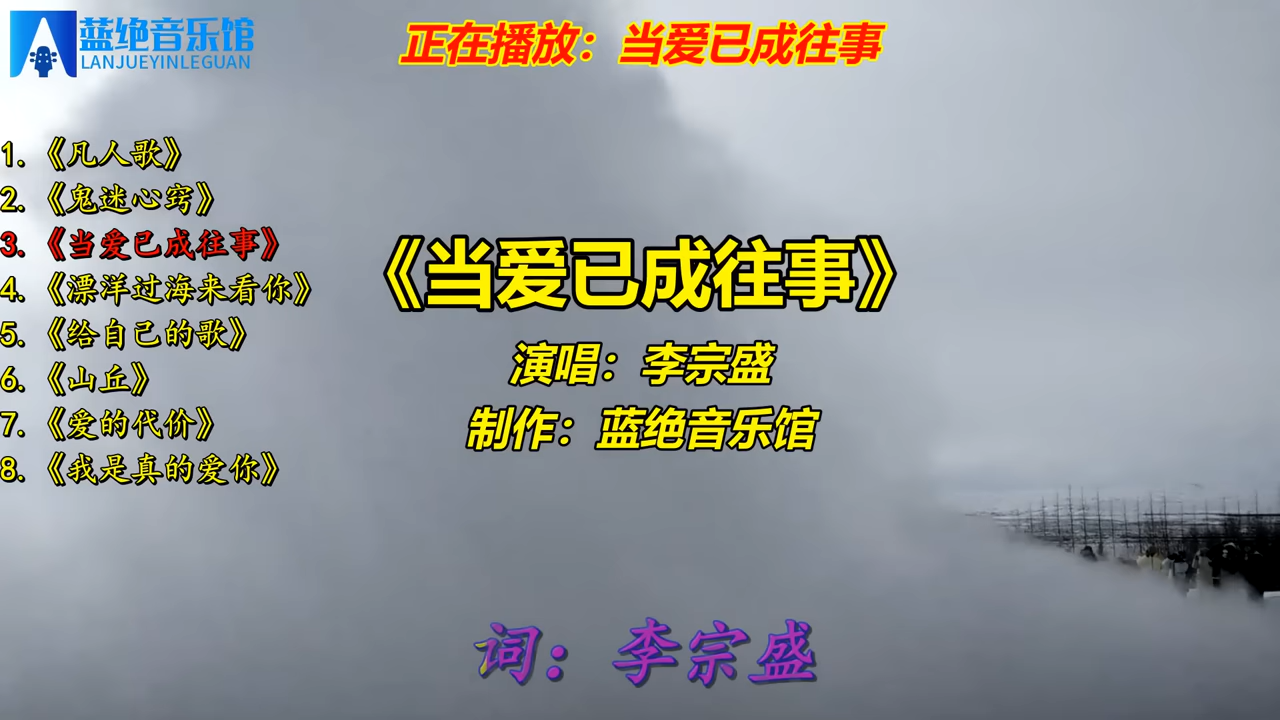 蓝绝音乐馆
LANJUEYINLEGUAN
正在播放：当爱已成往事
1.《凡人歌》
2.《鬼迷心窍》
3.《当爱已成往事》
4.《漂洋过海来看你》
5.《给自己的歌》
6.《山丘》
7.《爱的代价》
8.《我是真的爱你》
《当爱已成往事》
演唱：李宗盛
制作：蓝绝音乐馆
词：李宗盛